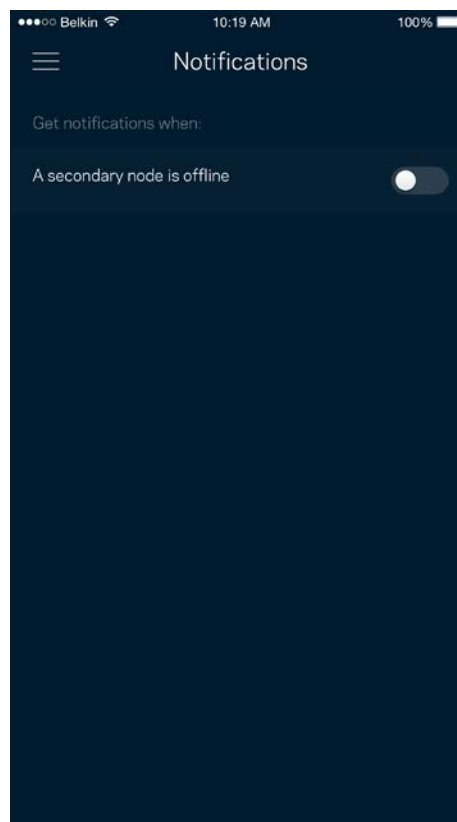 Belkin 10:19 AM 100%
Notifications
Get notifications when:
A secondary node is offline